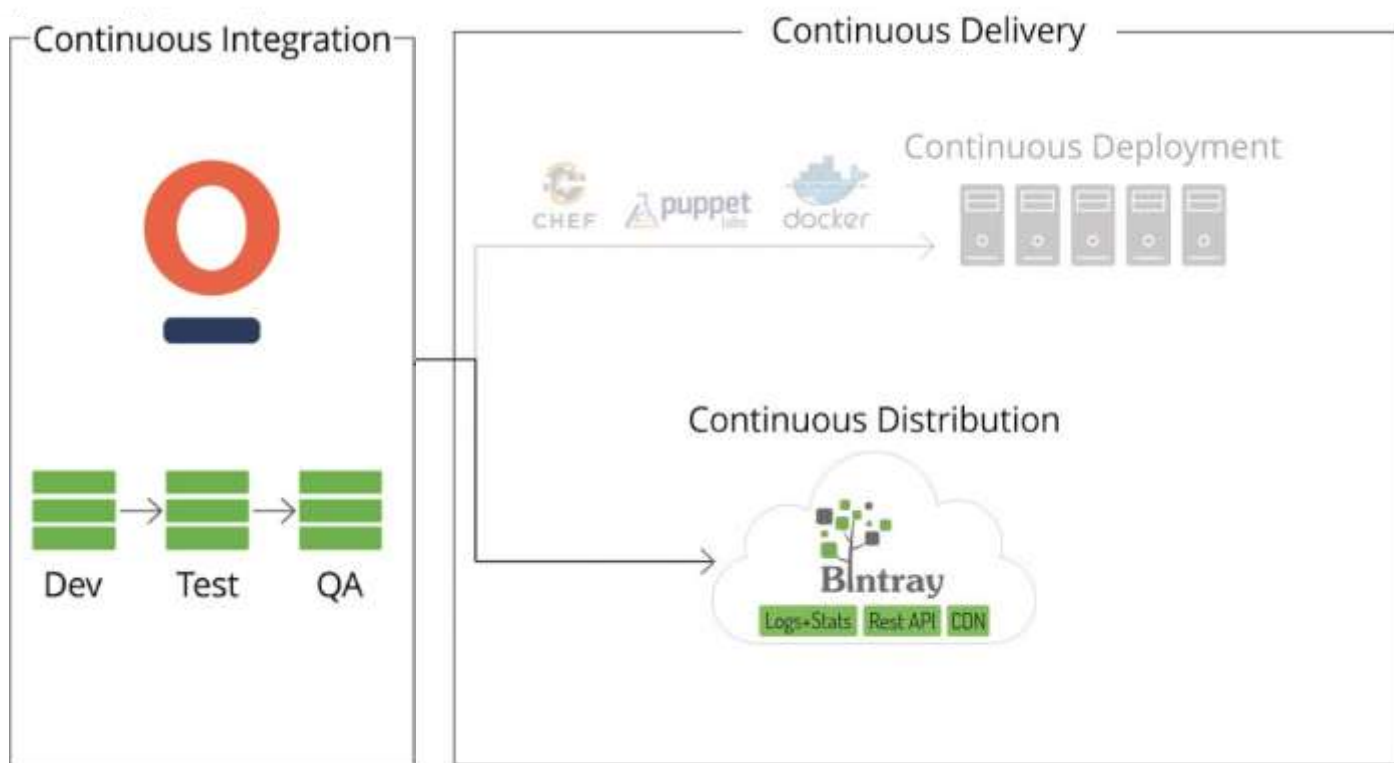 Continuous Integration
Continuous Delivery
Continuous Deployment
CHEF
puppet
labs
docker
Continuous Distribution
Bintray
Logs+Stats
Rest API
CDN
Dev
Test
QA